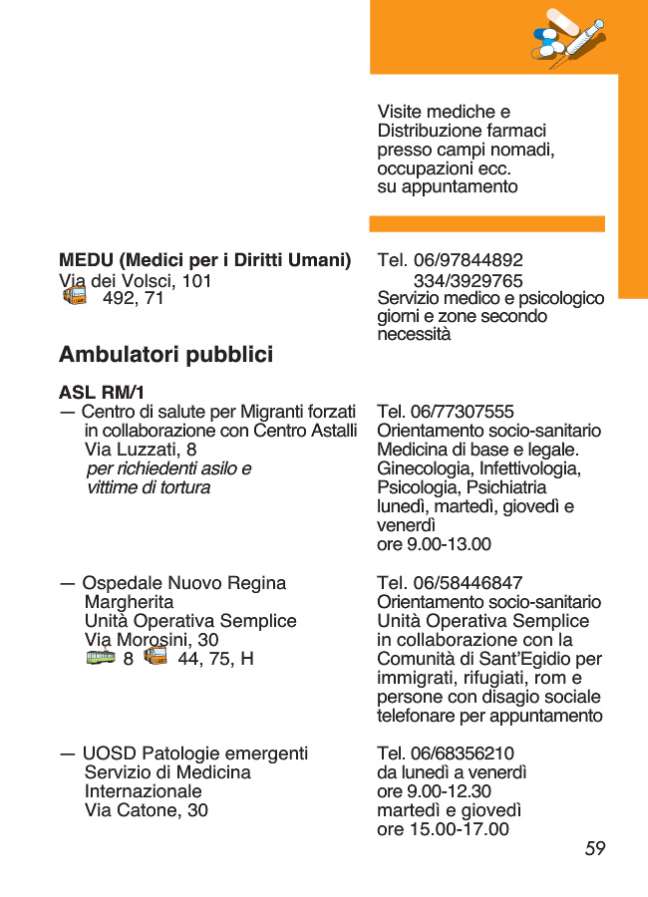 Visite mediche e
Distribuzione farmaci
presso campi nomadi,
occupazioni ecc.
su appuntamento
MEDU (Medici per i Diritti Umani)
Via dei Volsci, 101
492, 71
Tel. 06/97844892
334/3929765
Servizio medico e psicologico
giorni e zone secondo
necessità
Ambulatori pubblici
ASL RM/1
— Centro di salute per Migranti forzati
in collaborazione con Centro Astalli
Via Luzzati, 8
per richiedenti asilo e
vittime di tortura
Tel. 06/77307555
Orientamento socio-sanitario
Medicina di base e legale.
Ginecologia, Infettivologia,
Psicologia, Psichiatria
lunedì, martedì, giovedì e
venerdì
ore 9.00-13.00
— Ospedale Nuovo Regina
Margherita
Unità Operativa Semplice
Via Morosini, 30
8 44, 75, H
Tel. 06/58446847
Orientamento socio-sanitario
Unità Operativa Semplice
in collaborazione con la
Comunità di Sant'Egidio per
immigrati, rifugiati, rom e
persone con disagio sociale
telefonare per appuntamento
— UOSD Patologie emergenti
Servizio di Medicina
Internazionale
Via Catone, 30
Tel. 06/68356210
da lunedì a venerdì
ore 9.00-12.30
martedì e giovedì
ore 15.00-17.00
59